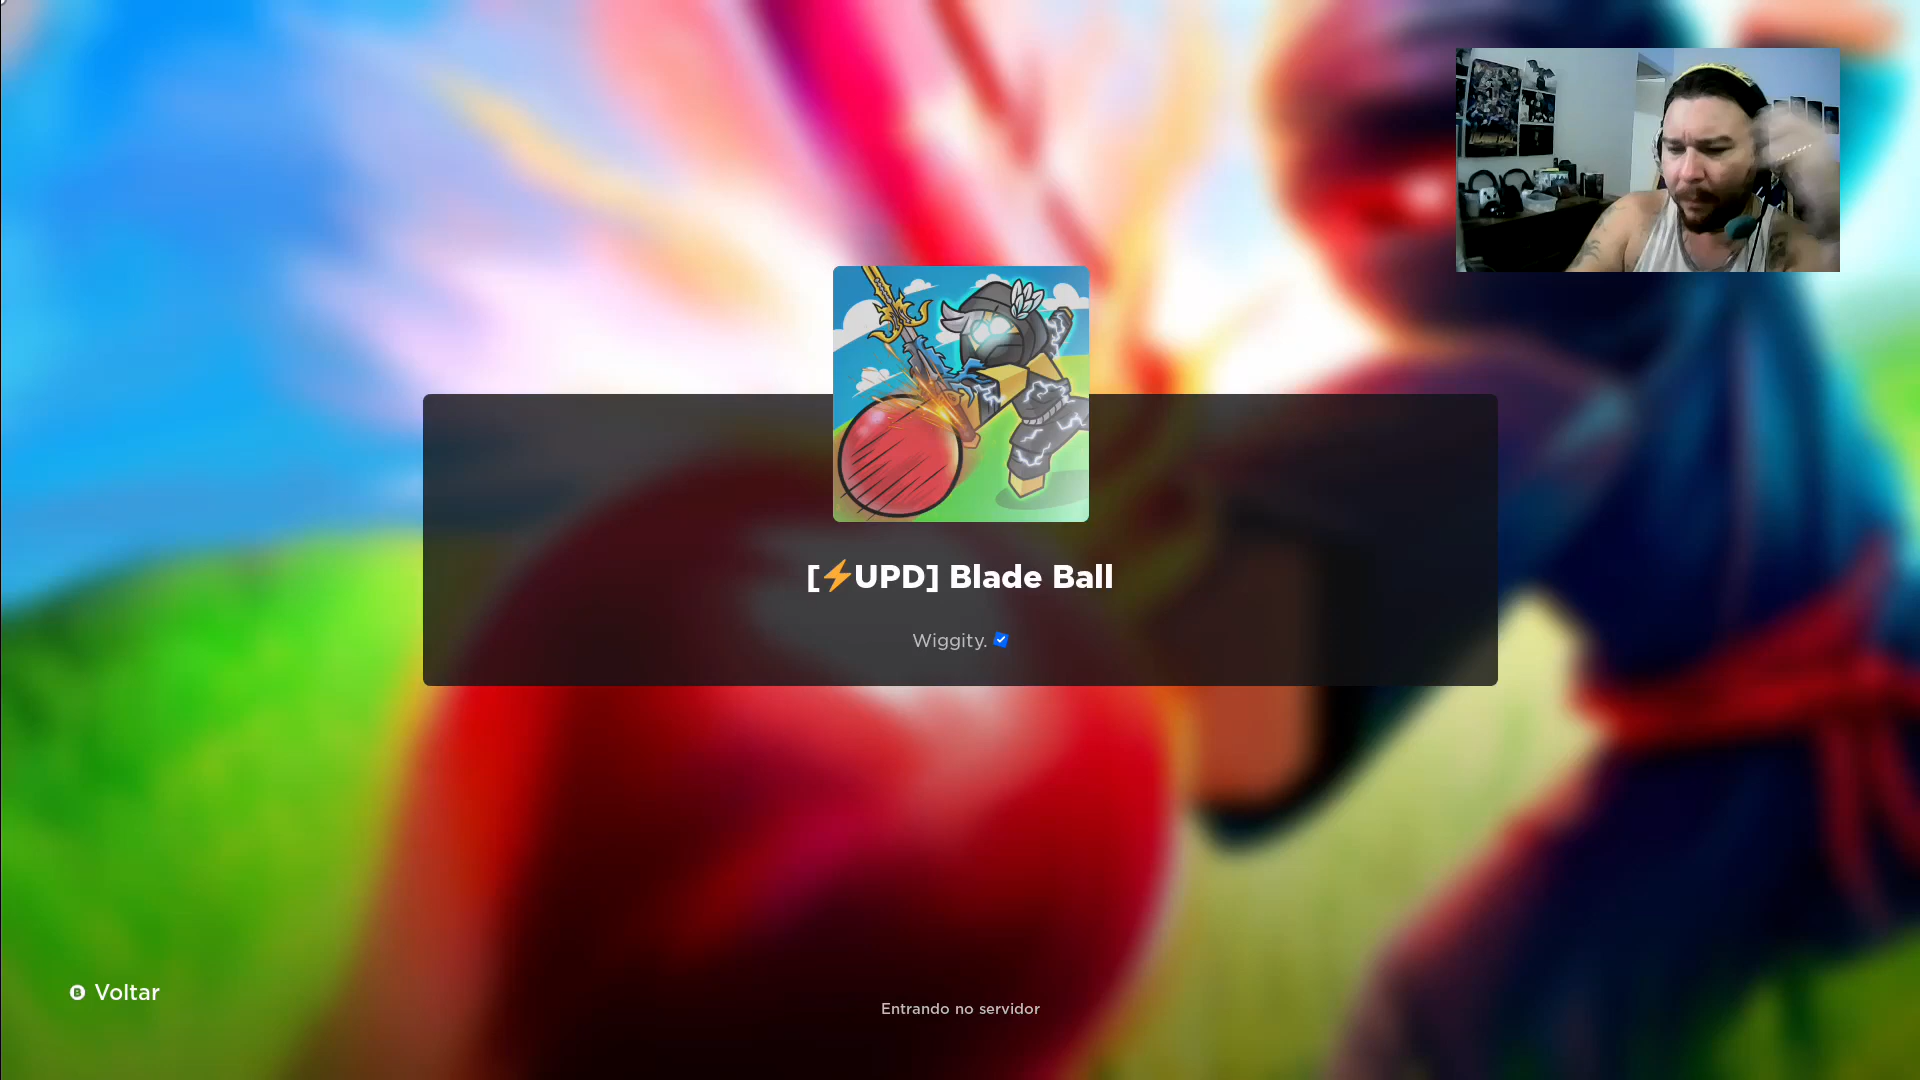 [⚡UPD] Blade Ball
Wiggity.
B Voltar
Entrando no servidor